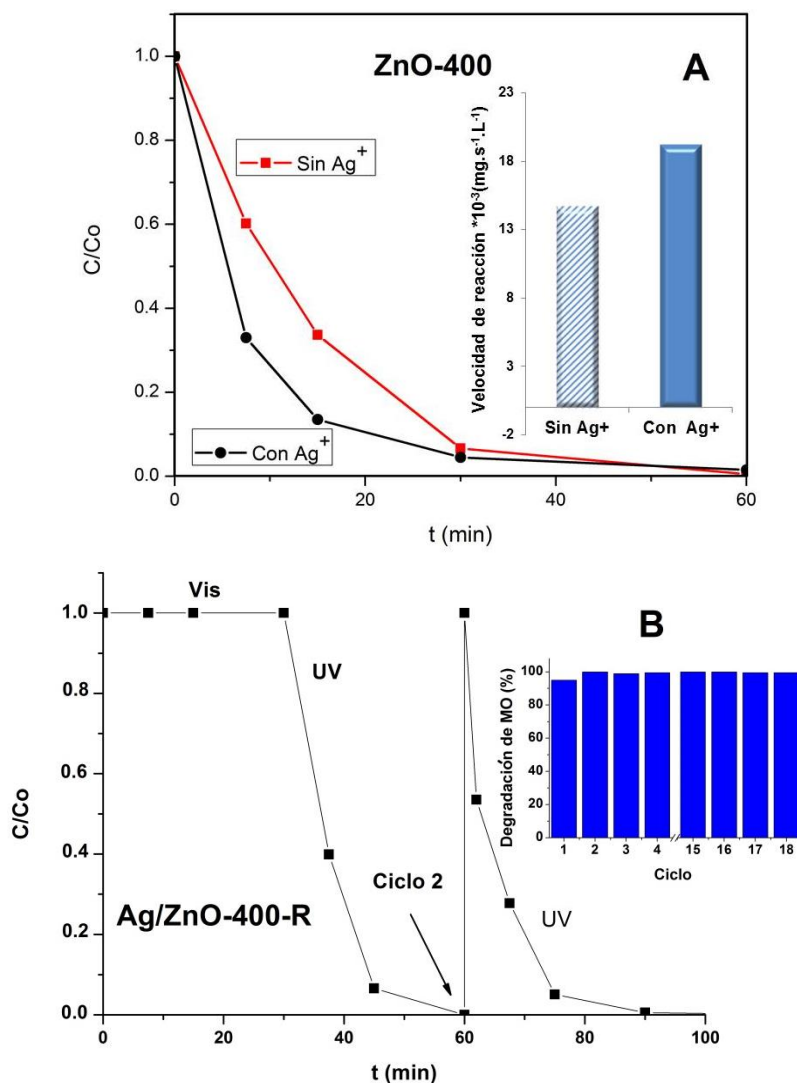 ZnO-400
A
Sin Ag+
Con Ag+
C/Co
1.0
0.8
0.6
0.4
0.2
0.0
0
20
40
60
t (min)
Velocidad de reacción *10-3(mg.s-1.L-1)
23
18
13
8
3
-2
Sin Ag+ Con Ag+
B
Vis
UV
Ciclo 2
UV
Ag/ZnO-400-R
C/Co
1.0
0.8
0.6
0.4
0.2
0.0
0 20 40 60 80 100
t (min)
Degradación de MO (%)
100
80
60
40
20
0
1 2 3 4 15 16 17 18
Ciclo